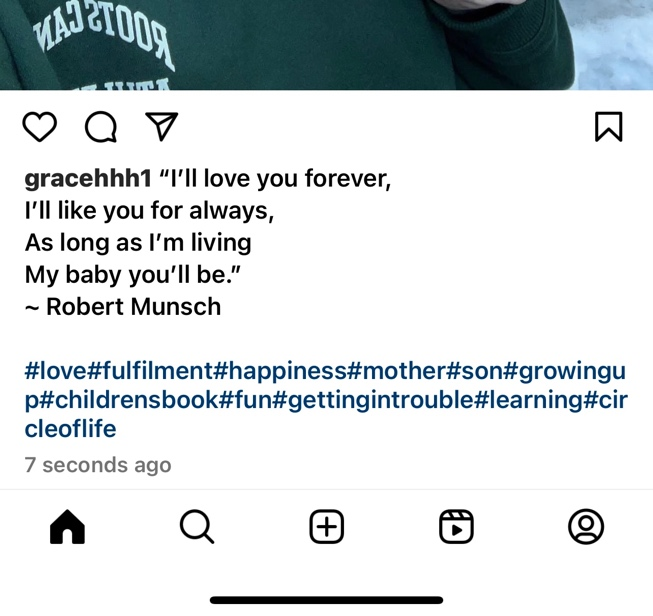 ROOTSCAN
gracehhh1 “I’ll love you forever,
I’ll like you for always,
As long as I’m living
My baby you’ll be.”
~ Robert Munsch
#love#fulfilment#happiness#mother#son#growingu
p#childrensbook#fun#gettingintrouble#learning#cir
cleoflife
7 seconds ago